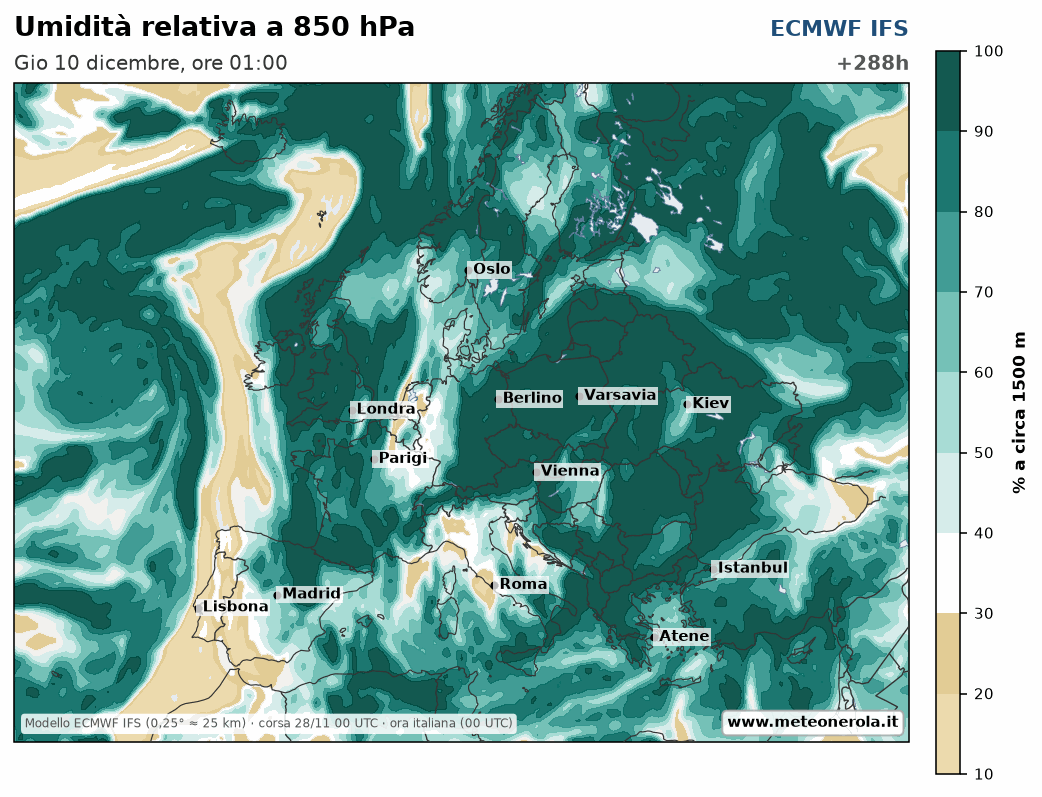 Umidità relativa a 850 hPa
ECMWF IFS
Gio 10 dicembre, ore 01:00
+288h
100
90
80
70
60
50
40
30
20
10
% a circa 1500 m
Oslo
Londra
Berlino
Varsavia
Kiev
Parigi
Vienna
Istanbul
Roma
Madrid
Lisbona
Atene
Modello ECMWF IFS (0,25° ≈ 25 km) · corsa 28/11 00 UTC · ora italiana (00 UTC)
www.meteonerola.it